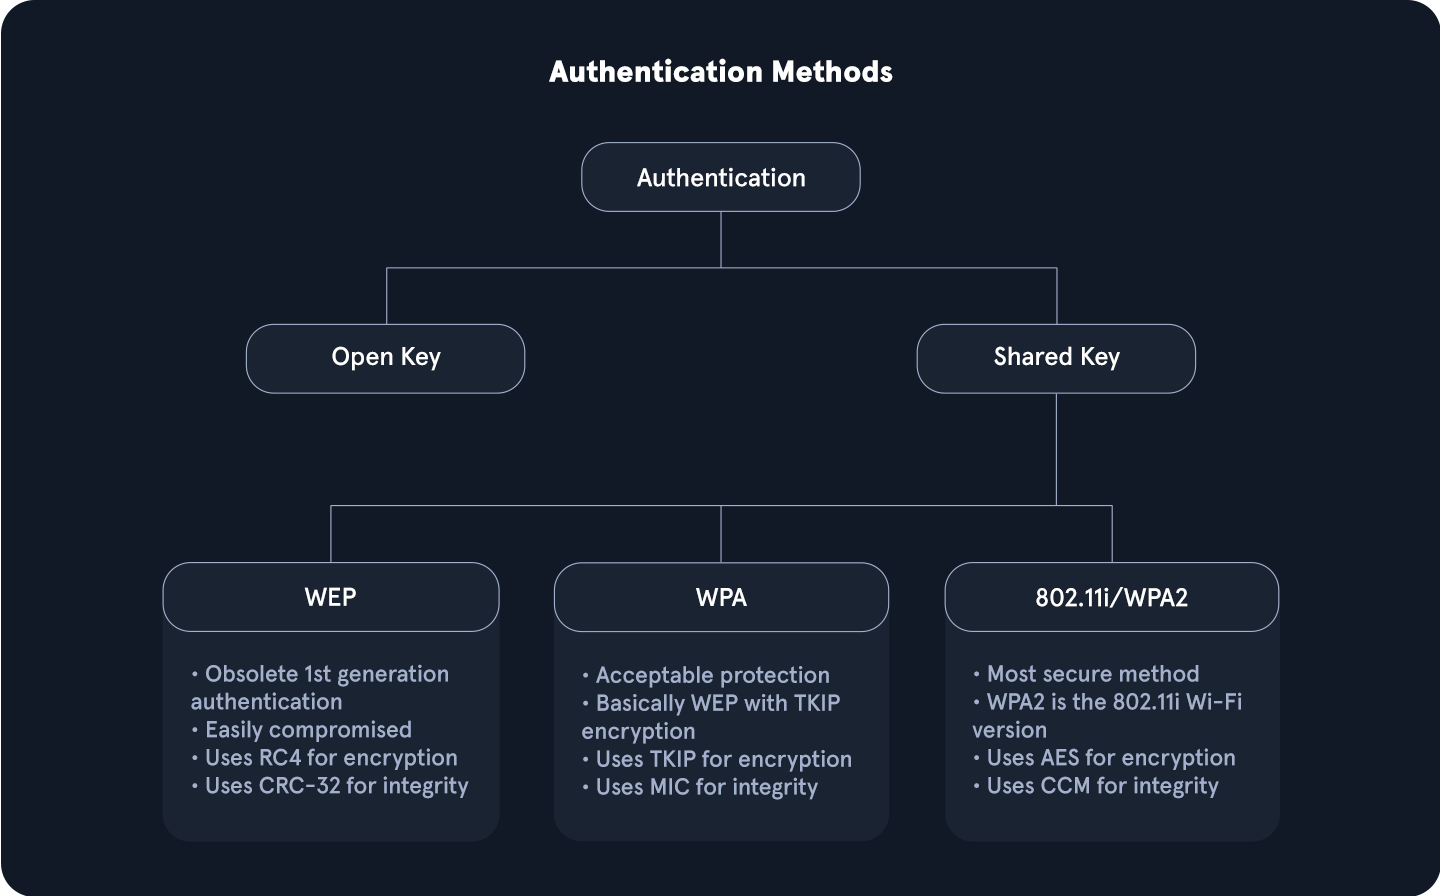 Authentication Methods
Authentication
Open Key
Shared Key
WEP
• Obsolete 1st generation
authentication
• Easily compromised
• Uses RC4 for encryption
• Uses CRC-32 for integrity
WPA
• Acceptable protection
• Basically WEP with TKIP
encryption
• Uses TKIP for encryption
• Uses MIC for integrity
802.11i/WPA2
• Most secure method
• WPA2 is the 802.11i Wi-Fi
version
• Uses AES for encryption
• Uses CCM for integrity